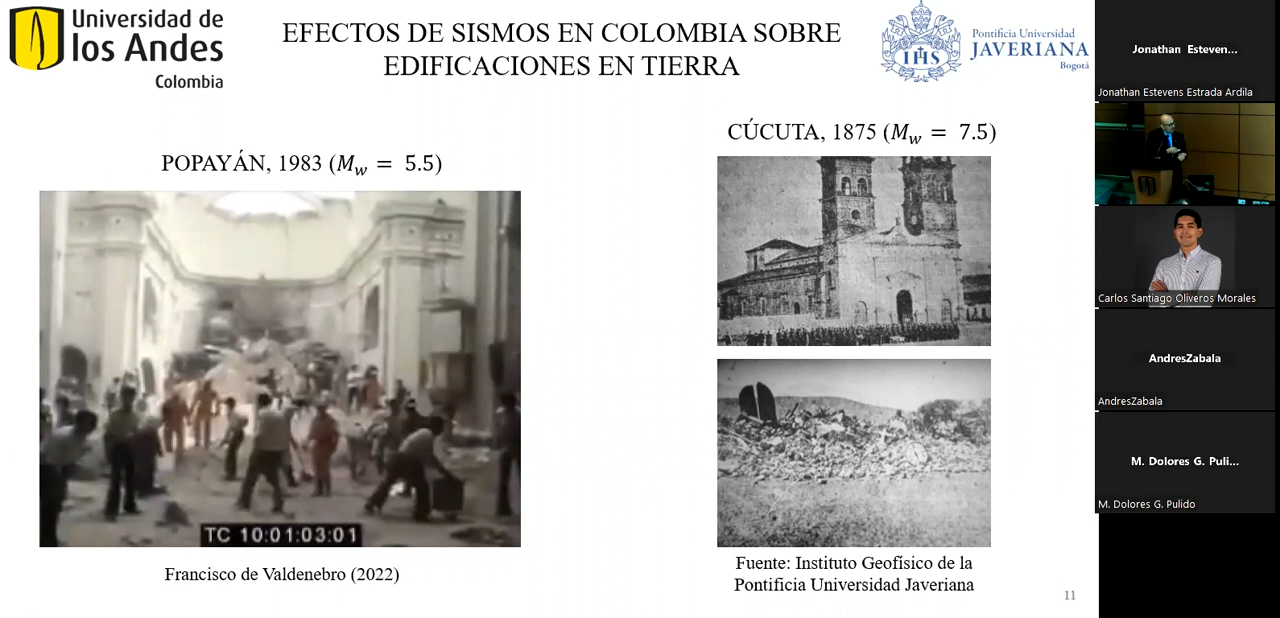 Universidad de
los Andes
Colombia
EFECTOS DE SISMOS EN COLOMBIA SOBRE
EDIFICACIONES EN TIERRA
Pontificia Universidad
JAVERIANA
Bogotá
IHS
POPAYÁN, 1983 (M_w = 5.5)
TC 10:01:03:01
Francisco de Valdenebro (2022)
CÚCUTA, 1875 (M_w = 7.5)
Fuente: Instituto Geofísico de la
Pontificia Universidad Javeriana
11
Jonathan Esteven...
Jonathan Estevens Estrada Ardila
Carlos Santiago Oliveros Morales
AndresZabala
AndresZabala
M. Dolores G. Puli...
M. Dolores G. Pulido